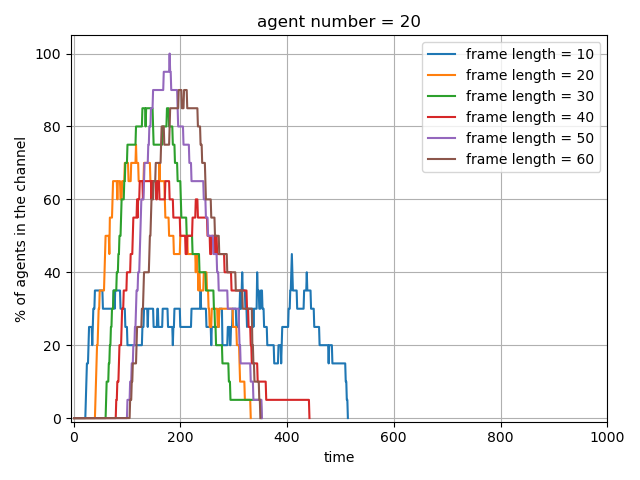 agent number = 20
% of agents in the channel
100
80
60
40
20
0
frame length = 10
frame length = 20
frame length = 30
frame length = 40
frame length = 50
frame length = 60
0 200 400 600 800 1000
time